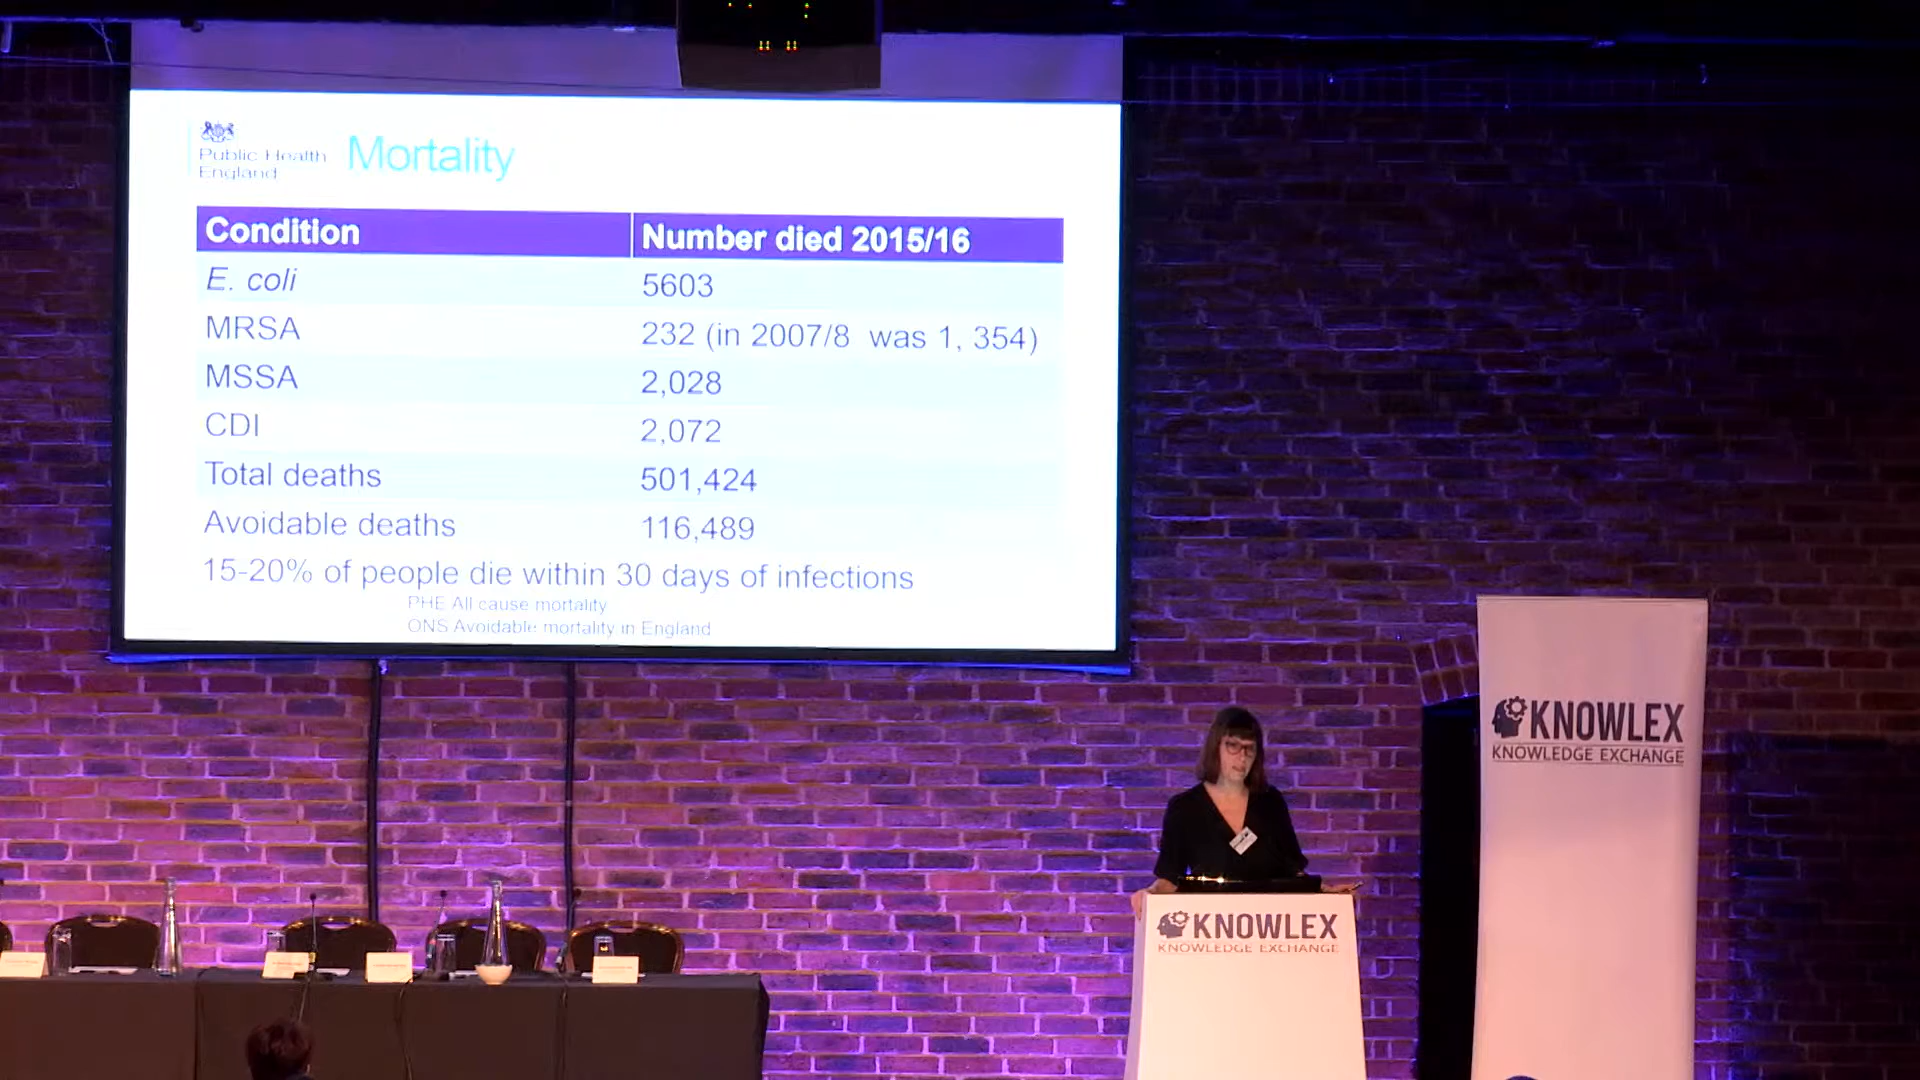 Public Health
England
Mortality
Condition Number died 2015/16
E. coli 5603
MRSA 232 (in 2007/8 was 1, 354)
MSSA 2,028
CDI 2,072
Total deaths 501,424
Avoidable deaths 116,489
15-20% of people die within 30 days of infections
PHE All cause mortality
ONS Avoidable mortality in England
KNOWLEX
KNOWLEDGE EXCHANGE
KNOWLEX
KNOWLEDGE EXCHANGE